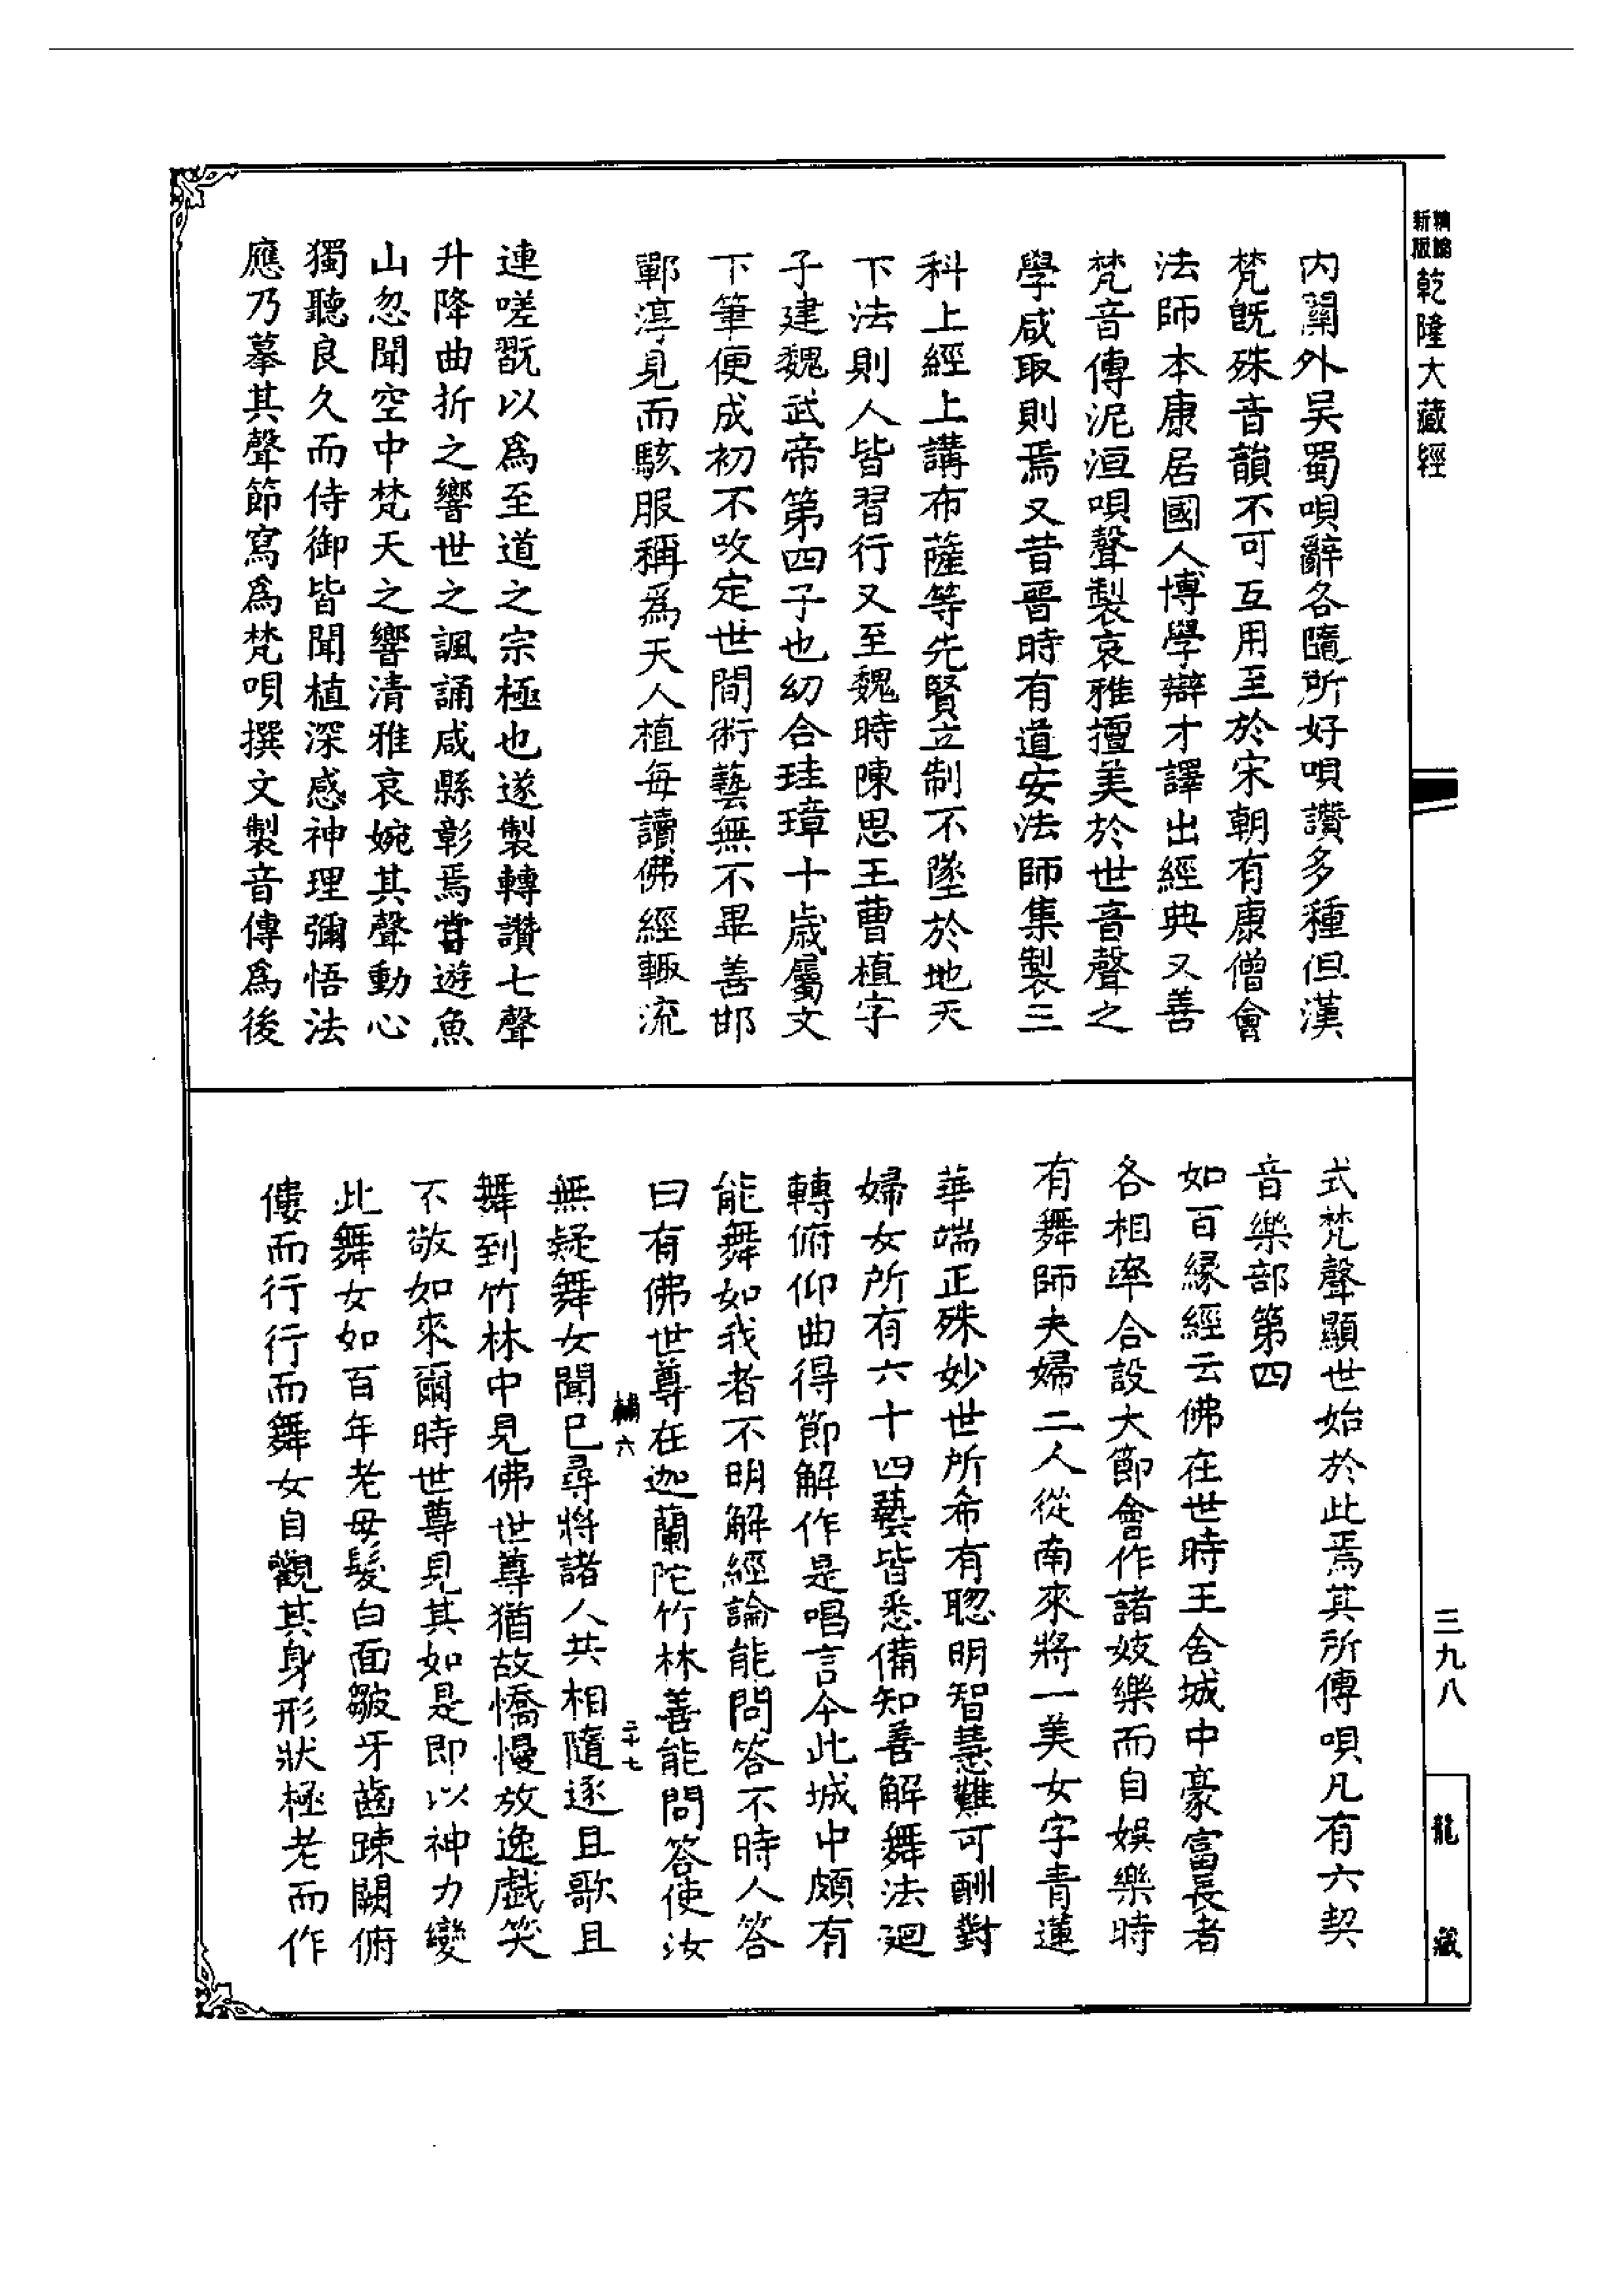 精編新版乾隆大藏經
內關外吴蜀唄辭各隨所好唄讚多種但漢
梵旣殊音韻不可互用至於宋朝有康僧會
法師本康居國人博學辯才譯出經典又善
梵音傳泥洹唄聲製哀雅擅美於世音聲之
學咸取則焉又昔晉時有道安法師集製三
科上經上講布薩等先賢立制不墜於地天
下法則人皆習行又至魏時陳思王曹植字
子建魏武帝第四子也幼合珪璋十歲屬文
下筆便成初不攺定世間術藝無不畢善邯
鄲淳見而駭服稱爲天人植每讀佛經輙流
連嗟翫以爲至道之宗極也遂製轉讚七聲
升降曲折之響世之諷誦咸縣彰焉甞遊魚
山忽聞空中梵天之響清雅哀婉其聲動心
獨聽良久而侍御皆聞植深感神理彌悟法
應乃摹其聲節寫爲梵唄撰文製音傳爲後
式梵聲顯世始於此焉其所傳唄凡有六契
音樂部第四
如百緣經云佛在世時王舍城中豪富長者
各相率合設大節會作諸妓樂而自娛樂時
有舞師夫婦二人從南來將一美女字青蓮
華端正殊妙世所希有聰明智慧難可酬對
婦女所有六十四藝皆悉備知善解舞法迴
轉俯仰曲得節解作是唱言今此城中頗有
能舞如我者不明解經論能問答不時人答
曰有佛世尊在迦蘭陀竹林善能問答使汝
輔六
二十七
無疑舞女聞已尋將諸人共相隨逐且歌且
舞到竹林中見佛世尊猶故憍慢放逸戲笑
不敬如來爾時世尊見其如是即以神力變
此舞女如百年老母髮白面皺牙齒踈闕俯
僂而行行而舞女自觀其身形狀極老而作
三九八
龍藏